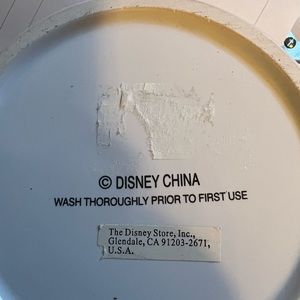 © DISNEY CHINA
WASH THOROUGHLY PRIOR TO FIRST USE
The Disney Store, Inc.,
Glendale, CA 91203-2671,
U.S.A.